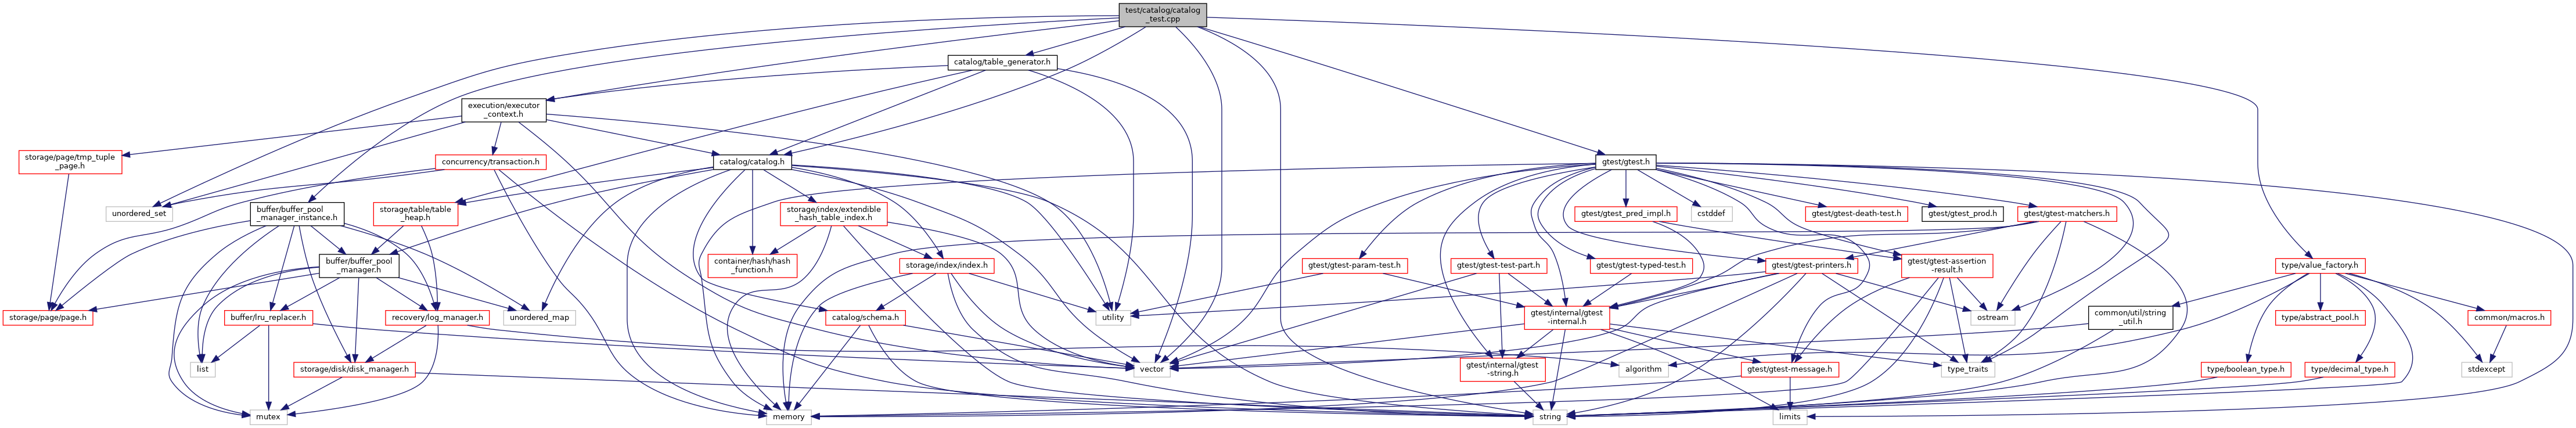 test/catalog/catalog
_test.cpp
catalog/table_generator.h
execution/executor
_context.h
storage/page/tmp_tuple
_page.h
concurrency/transaction.h
catalog/catalog.h
gtest/gtest.h
unordered_set
buffer/buffer_pool
_manager_instance.h
storage/table/table
_heap.h
storage/index/extendible
_hash_table_index.h
gtest/gtest_pred_impl.h
cstddef
gtest/gtest-death-test.h
gtest/gtest_prod.h
gtest/gtest-matchers.h
buffer/buffer_pool
_manager.h
container/hash/hash
_function.h
storage/index/index.h
gtest/gtest-param-test.h
gtest/gtest-test-part.h
gtest/gtest-typed-test.h
gtest/gtest-printers.h
gtest/gtest-assertion
-result.h
type/value_factory.h
storage/page/page.h
buffer/lru_replacer.h
recovery/log_manager.h
unordered_map
catalog/schema.h
utility
gtest/internal/gtest
-internal.h
ostream
common/util/string
_util.h
type/abstract_pool.h
common/macros.h
list
storage/disk/disk_manager.h
vector
gtest/internal/gtest
-string.h
algorithm
gtest/gtest-message.h
type_traits
type/boolean_type.h
type/decimal_type.h
stdexcept
mutex
memory
string
limits